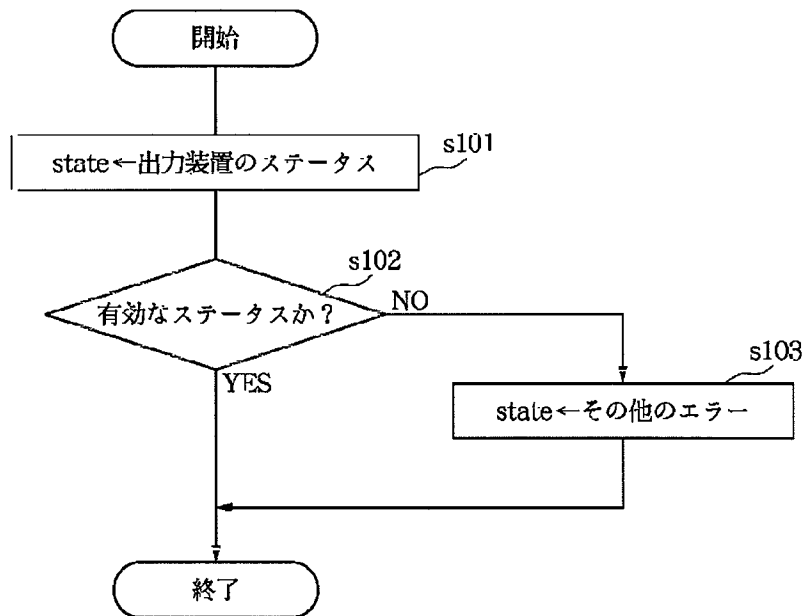 開始
s101
state←出力装置のステータス
s102
有効なステータスか?
NO
YES
s103
state←その他のエラー
終了